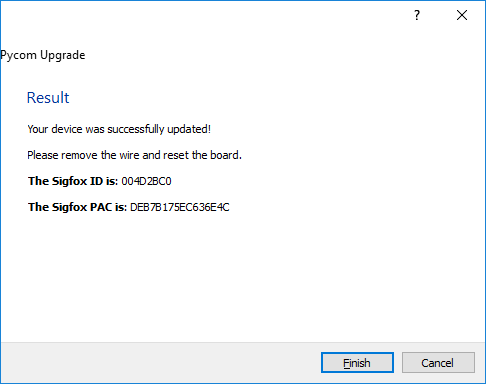 ?
Pycom Upgrade
Result
Your device was successfully updated!
Please remove the wire and reset the board.
The Sigfox ID is: 004D2BC0
The Sigfox PAC is: DEB7B175EC636E4C
Finish
Cancel